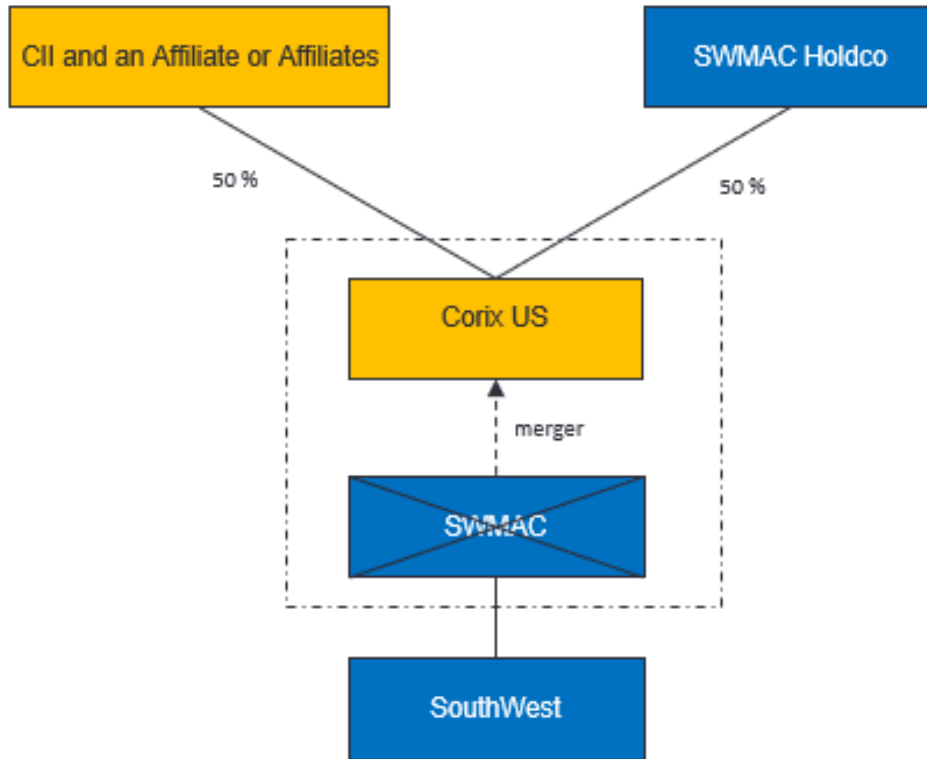 CII and an Affiliate or Affiliates
SWMAC Holdco
50 %
50 %
Corix US
merger
SWMAC
SouthWest